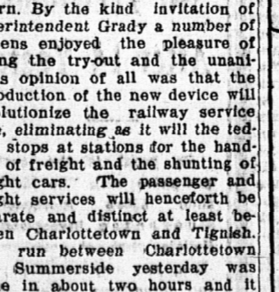 rn. By the kind invitation of
erintendent Grady a number of
ens enjoyed the pleasure of
ng the try-out and the unani-
s opinion of all was that the
oduction of the new device will
lutionize the railway service
e, eliminating as it will the ted-
stops at stations for the hand-
of freight and the shunting of
ght cars. The passenger and
ght services will henceforth be
arate and distinct at least be-
en Charlottetown and Tignish.
run between Charlottetown
Summerside yesterday was
e in about two hours and it